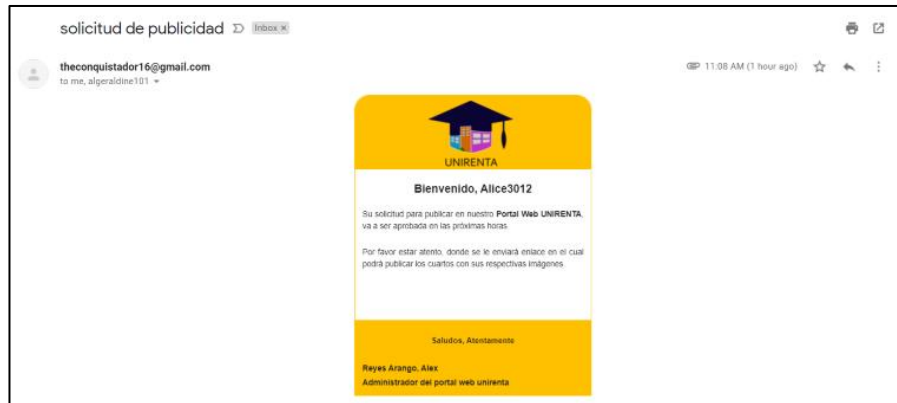 solicitud de publicidad Inbox x
theconquistador16@gmail.com
11:08 AM (1 hour ago)
to me, algeraldine101
UNIRENTA
Bienvenido, Alice3012
Su solicitud para publicar en nuestro Portal Web UNIRENTA,
va a ser aprobada en las próximas horas.
Por favor estar atento, donde se le enviará enlace en el cual
podrá publicar los cuartos con sus respectivas imágenes.
Saludos, Atentamente
Reyes Arango, Alex
Administrador del portal web unirenta